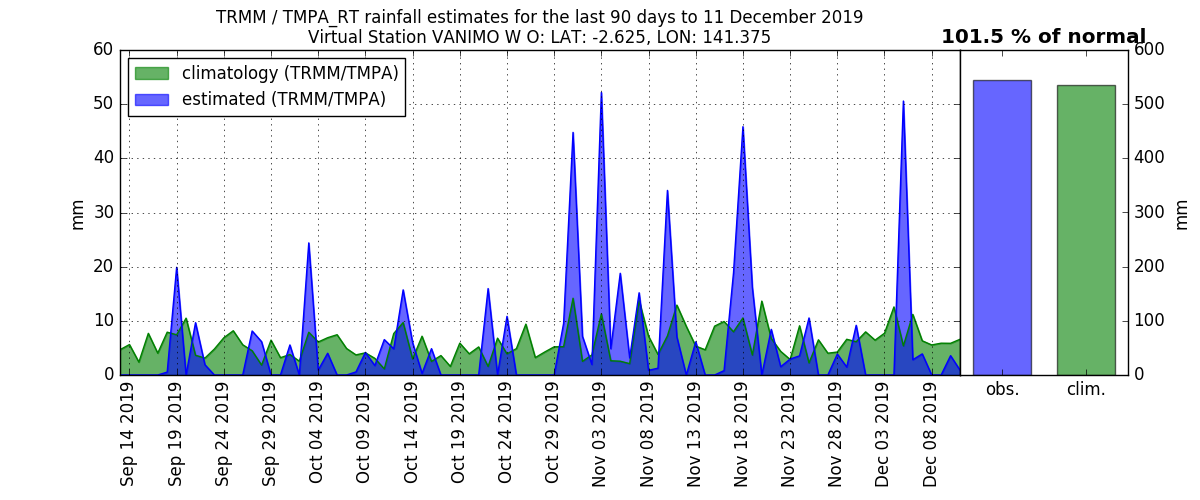 TRMM / TMPA_RT rainfall estimates for the last 90 days to 11 December 2019
Virtual Station VANIMO W O: LAT: -2.625, LON: 141.375
101.5 % of normal
climatology (TRMM/TMPA)
estimated (TRMM/TMPA)
60
50
40
30
20
10
0
mm
600
500
400
300
200
100
0
mm
Sep 14 2019
Sep 19 2019
Sep 24 2019
Sep 29 2019
Oct 04 2019
Oct 09 2019
Oct 14 2019
Oct 19 2019
Oct 24 2019
Oct 29 2019
Nov 03 2019
Nov 08 2019
Nov 13 2019
Nov 18 2019
Nov 23 2019
Nov 28 2019
Dec 03 2019
Dec 08 2019
obs.
clim.